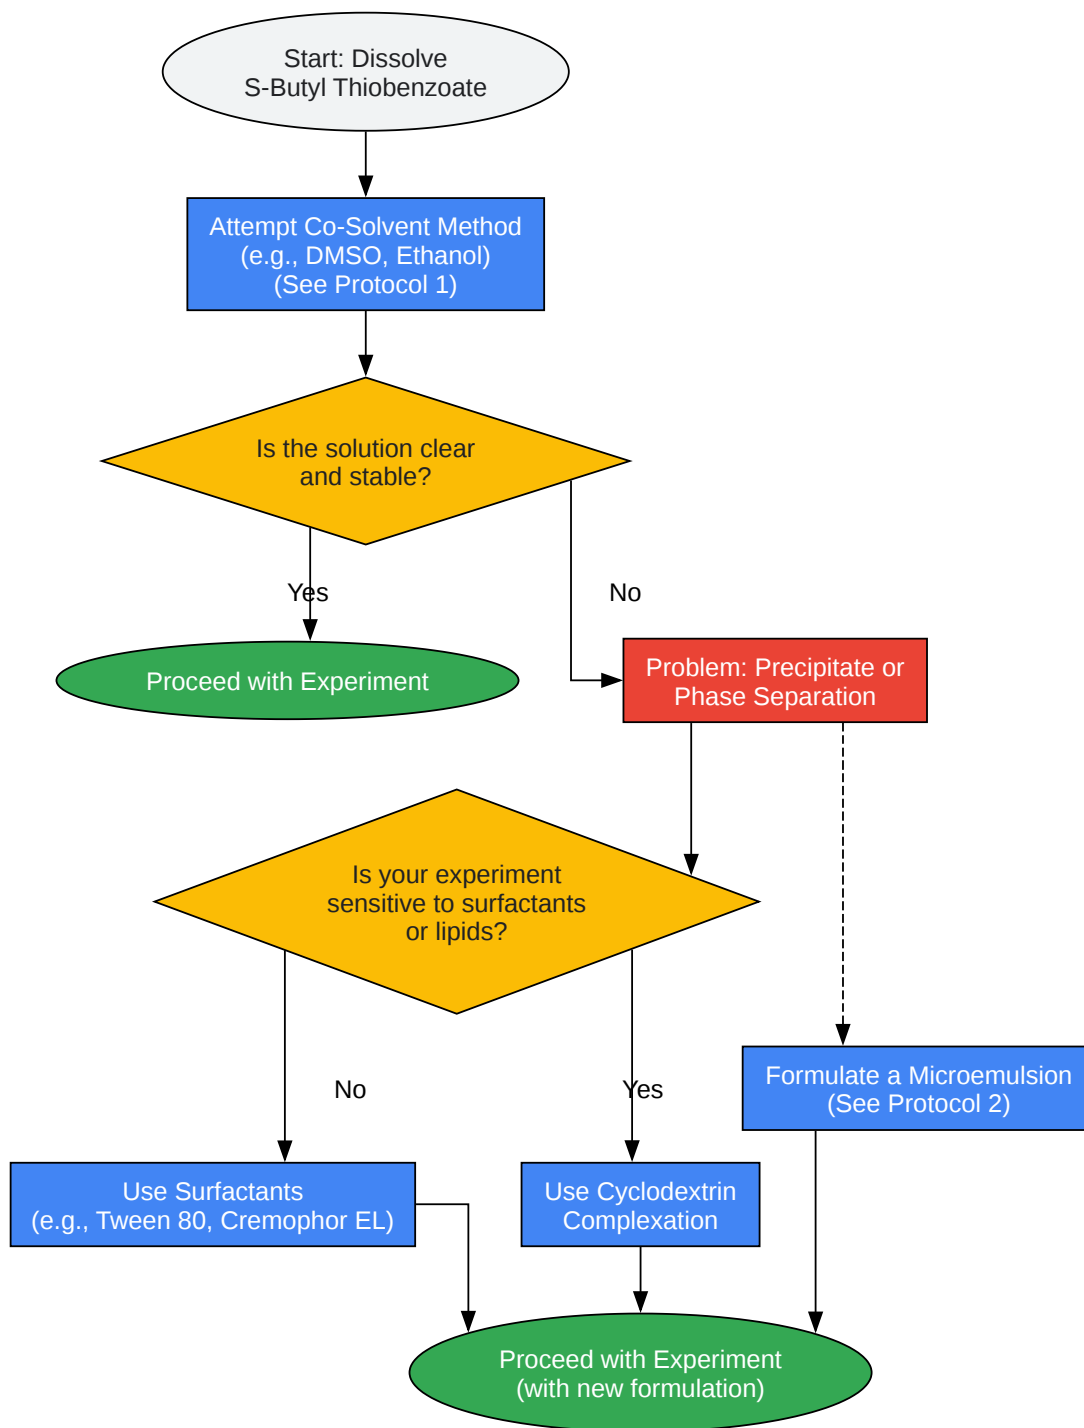 Start: Dissolve
S-Butyl Thiobenzoate
Attempt Co-Solvent Method
(e.g., DMSO, Ethanol)
(See Protocol 1)
Is the solution clear
and stable?
Yes
No
Proceed with Experiment
Problem: Precipitate or
Phase Separation
Is your experiment
sensitive to surfactants
or lipids?
No
Yes
Formulate a Microemulsion
(See Protocol 2)
Use Surfactants
(e.g., Tween 80, Cremophor EL)
Use Cyclodextrin
Complexation
Proceed with Experiment
(with new formulation)